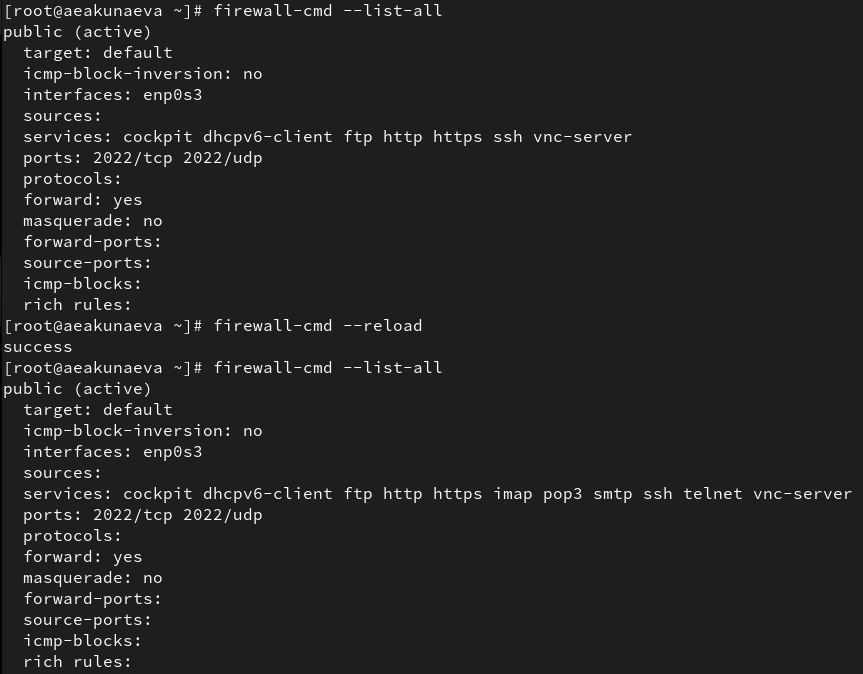 [root@aeakunaeva ~]# firewall-cmd --list-all
public (active)
  target: default
  icmp-block-inversion: no
  interfaces: enp0s3
  sources:
  services: cockpit dhcpv6-client ftp http https ssh vnc-server
  ports: 2022/tcp 2022/udp
  protocols:
  forward: yes
  masquerade: no
  forward-ports:
  source-ports:
  icmp-blocks:
  rich rules:
[root@aeakunaeva ~]# firewall-cmd --reload
success
[root@aeakunaeva ~]# firewall-cmd --list-all
public (active)
  target: default
  icmp-block-inversion: no
  interfaces: enp0s3
  sources:
  services: cockpit dhcpv6-client ftp http https imap pop3 smtp ssh telnet vnc-server
  ports: 2022/tcp 2022/udp
  protocols:
  forward: yes
  masquerade: no
  forward-ports:
  source-ports:
  icmp-blocks:
  rich rules: